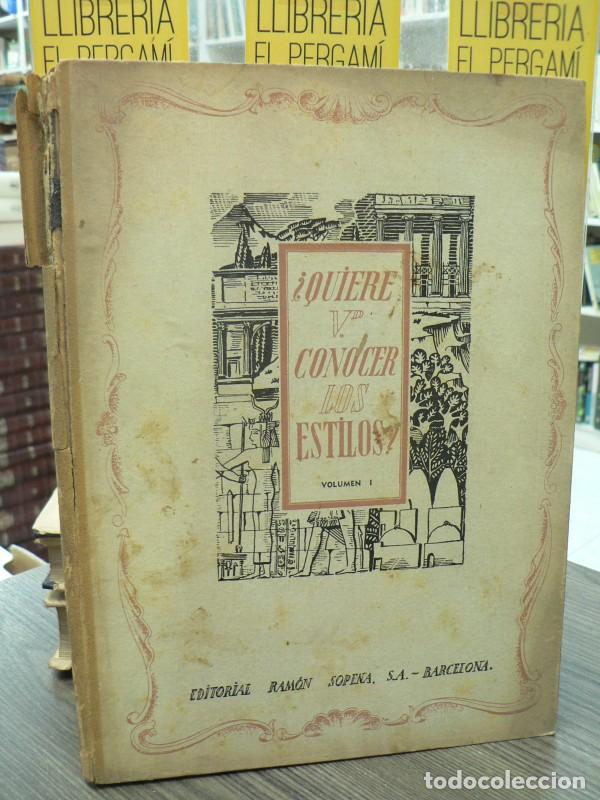 LLIBRERIA
EL PERGAMÍ
LLIBRERIA
EL PERGAMÍ
LLIBRERIA
EL PERGAMÍ
¿QUIERE
Vd
CONOCER
LOS
ESTILOS?
VOLUMEN I
EDITORIAL RAMÓN SOPENA, S.A.-BARCELONA.
todocoleccion